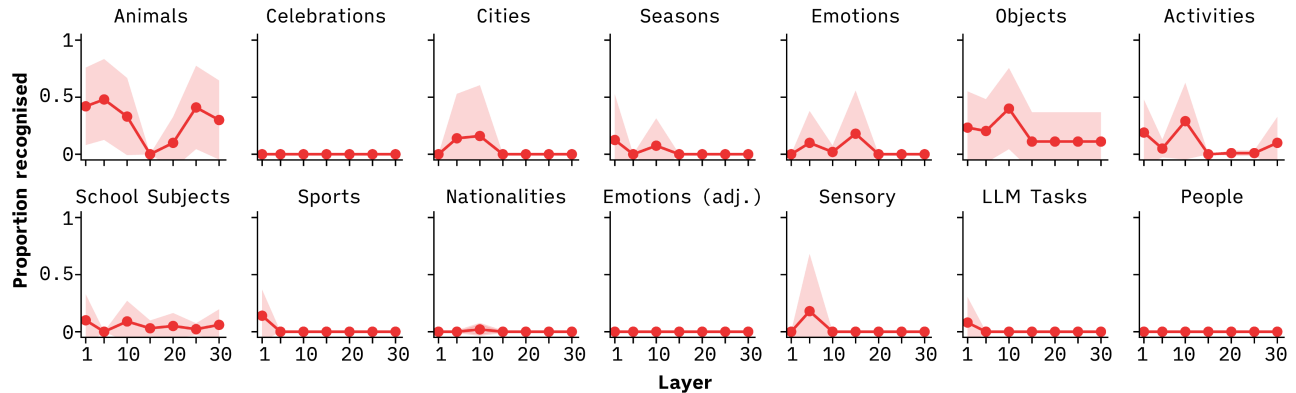 Animals Celebrations Cities Seasons Emotions Objects Activities
1
0.5
0
School Subjects Sports Nationalities Emotions (adj.) Sensory LLM Tasks People
1
0.5
0
1 10 20 30 1 10 20 30 1 10 20 30 1 10 20 30 1 10 20 30 1 10 20 30 1 10 20 30
Layer
Proportion recognised